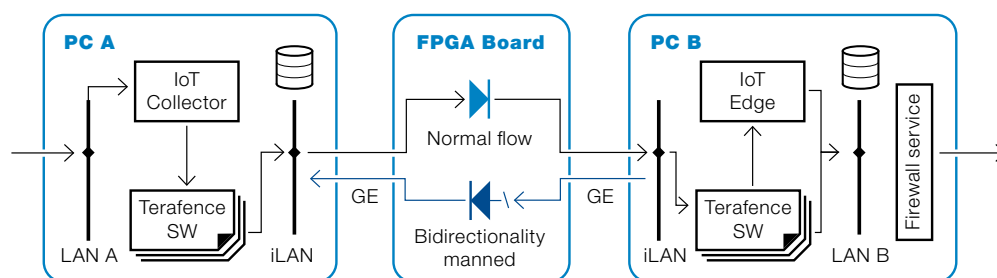 PC A
FPGA Board
PC B
IoT
Collector
Normal flow
IoT
Edge
Firewall service
GE
GE
Terafence
SW
Bidirectionality
manned
Terafence
SW
LAN A
iLAN
iLAN
LAN B